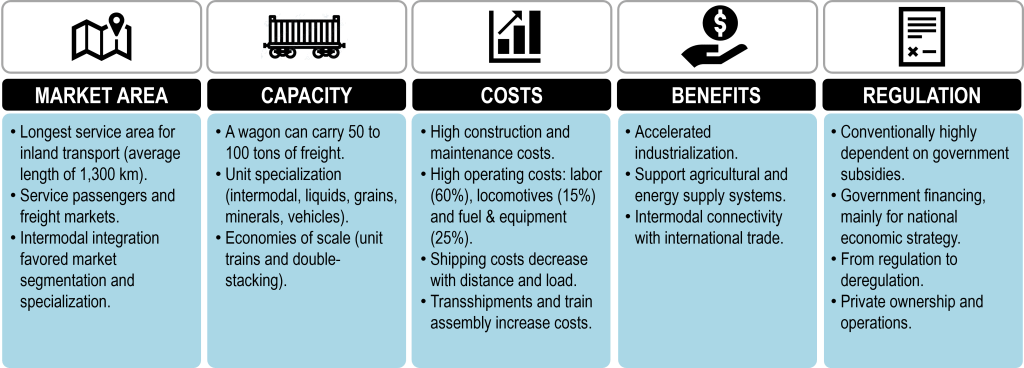 MARKET AREA
• Longest service area for
inland transport (average
length of 1,300 km).
• Service passengers and
freight markets.
• Intermodal integration
favored market
segmentation and
specialization.
CAPACITY
• A wagon can carry 50 to
100 tons of freight.
• Unit specialization
(intermodal, liquids, grains,
minerals, vehicles).
• Economies of scale (unit
trains and double-
stacking).
COSTS
• High construction and
maintenance costs.
• High operating costs: labor
(60%), locomotives (15%)
and fuel & equipment
(25%).
• Shipping costs decrease
with distance and load.
• Transshipments and train
assembly increase costs.
BENEFITS
• Accelerated
industrialization.
• Support agricultural and
energy supply systems.
• Intermodal connectivity
with international trade.
REGULATION
• Conventionally highly
dependent on government
subsidies.
• Government financing,
mainly for national
economic strategy.
• From regulation to
deregulation.
• Private ownership and
operations.